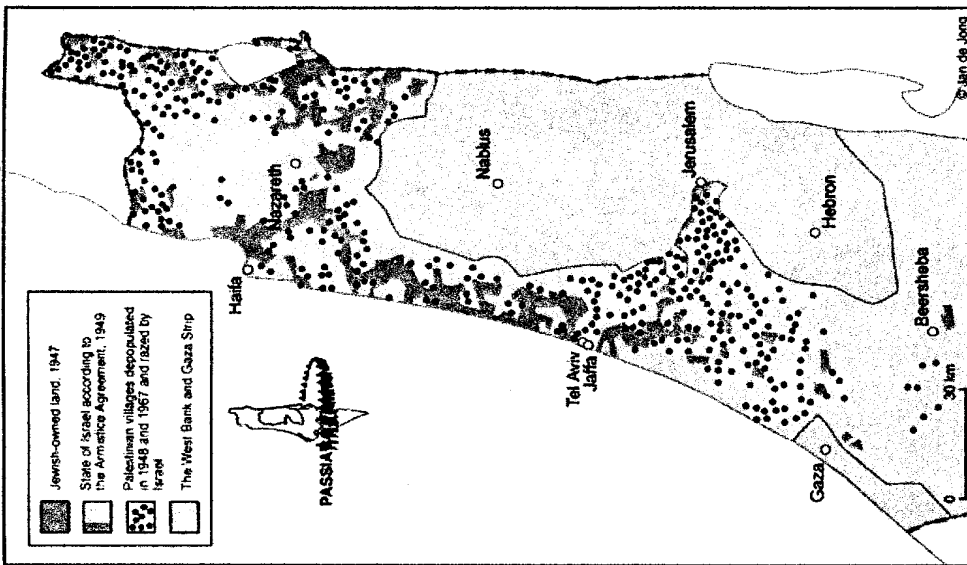 Jewish-owned land, 1947
State of Israel according to
the Armistice Agreement, 1949
Palestinian villages depopulated
in 1948 and 1967 and razed by
Israel
The West Bank and Gaza Strip
PASSIA
Haifa
Nazareth
Nablus
Tel Aviv
Jaffa
Jerusalem
Hebron
Gaza
Beersheba
0 30 km
© Jan de Jong